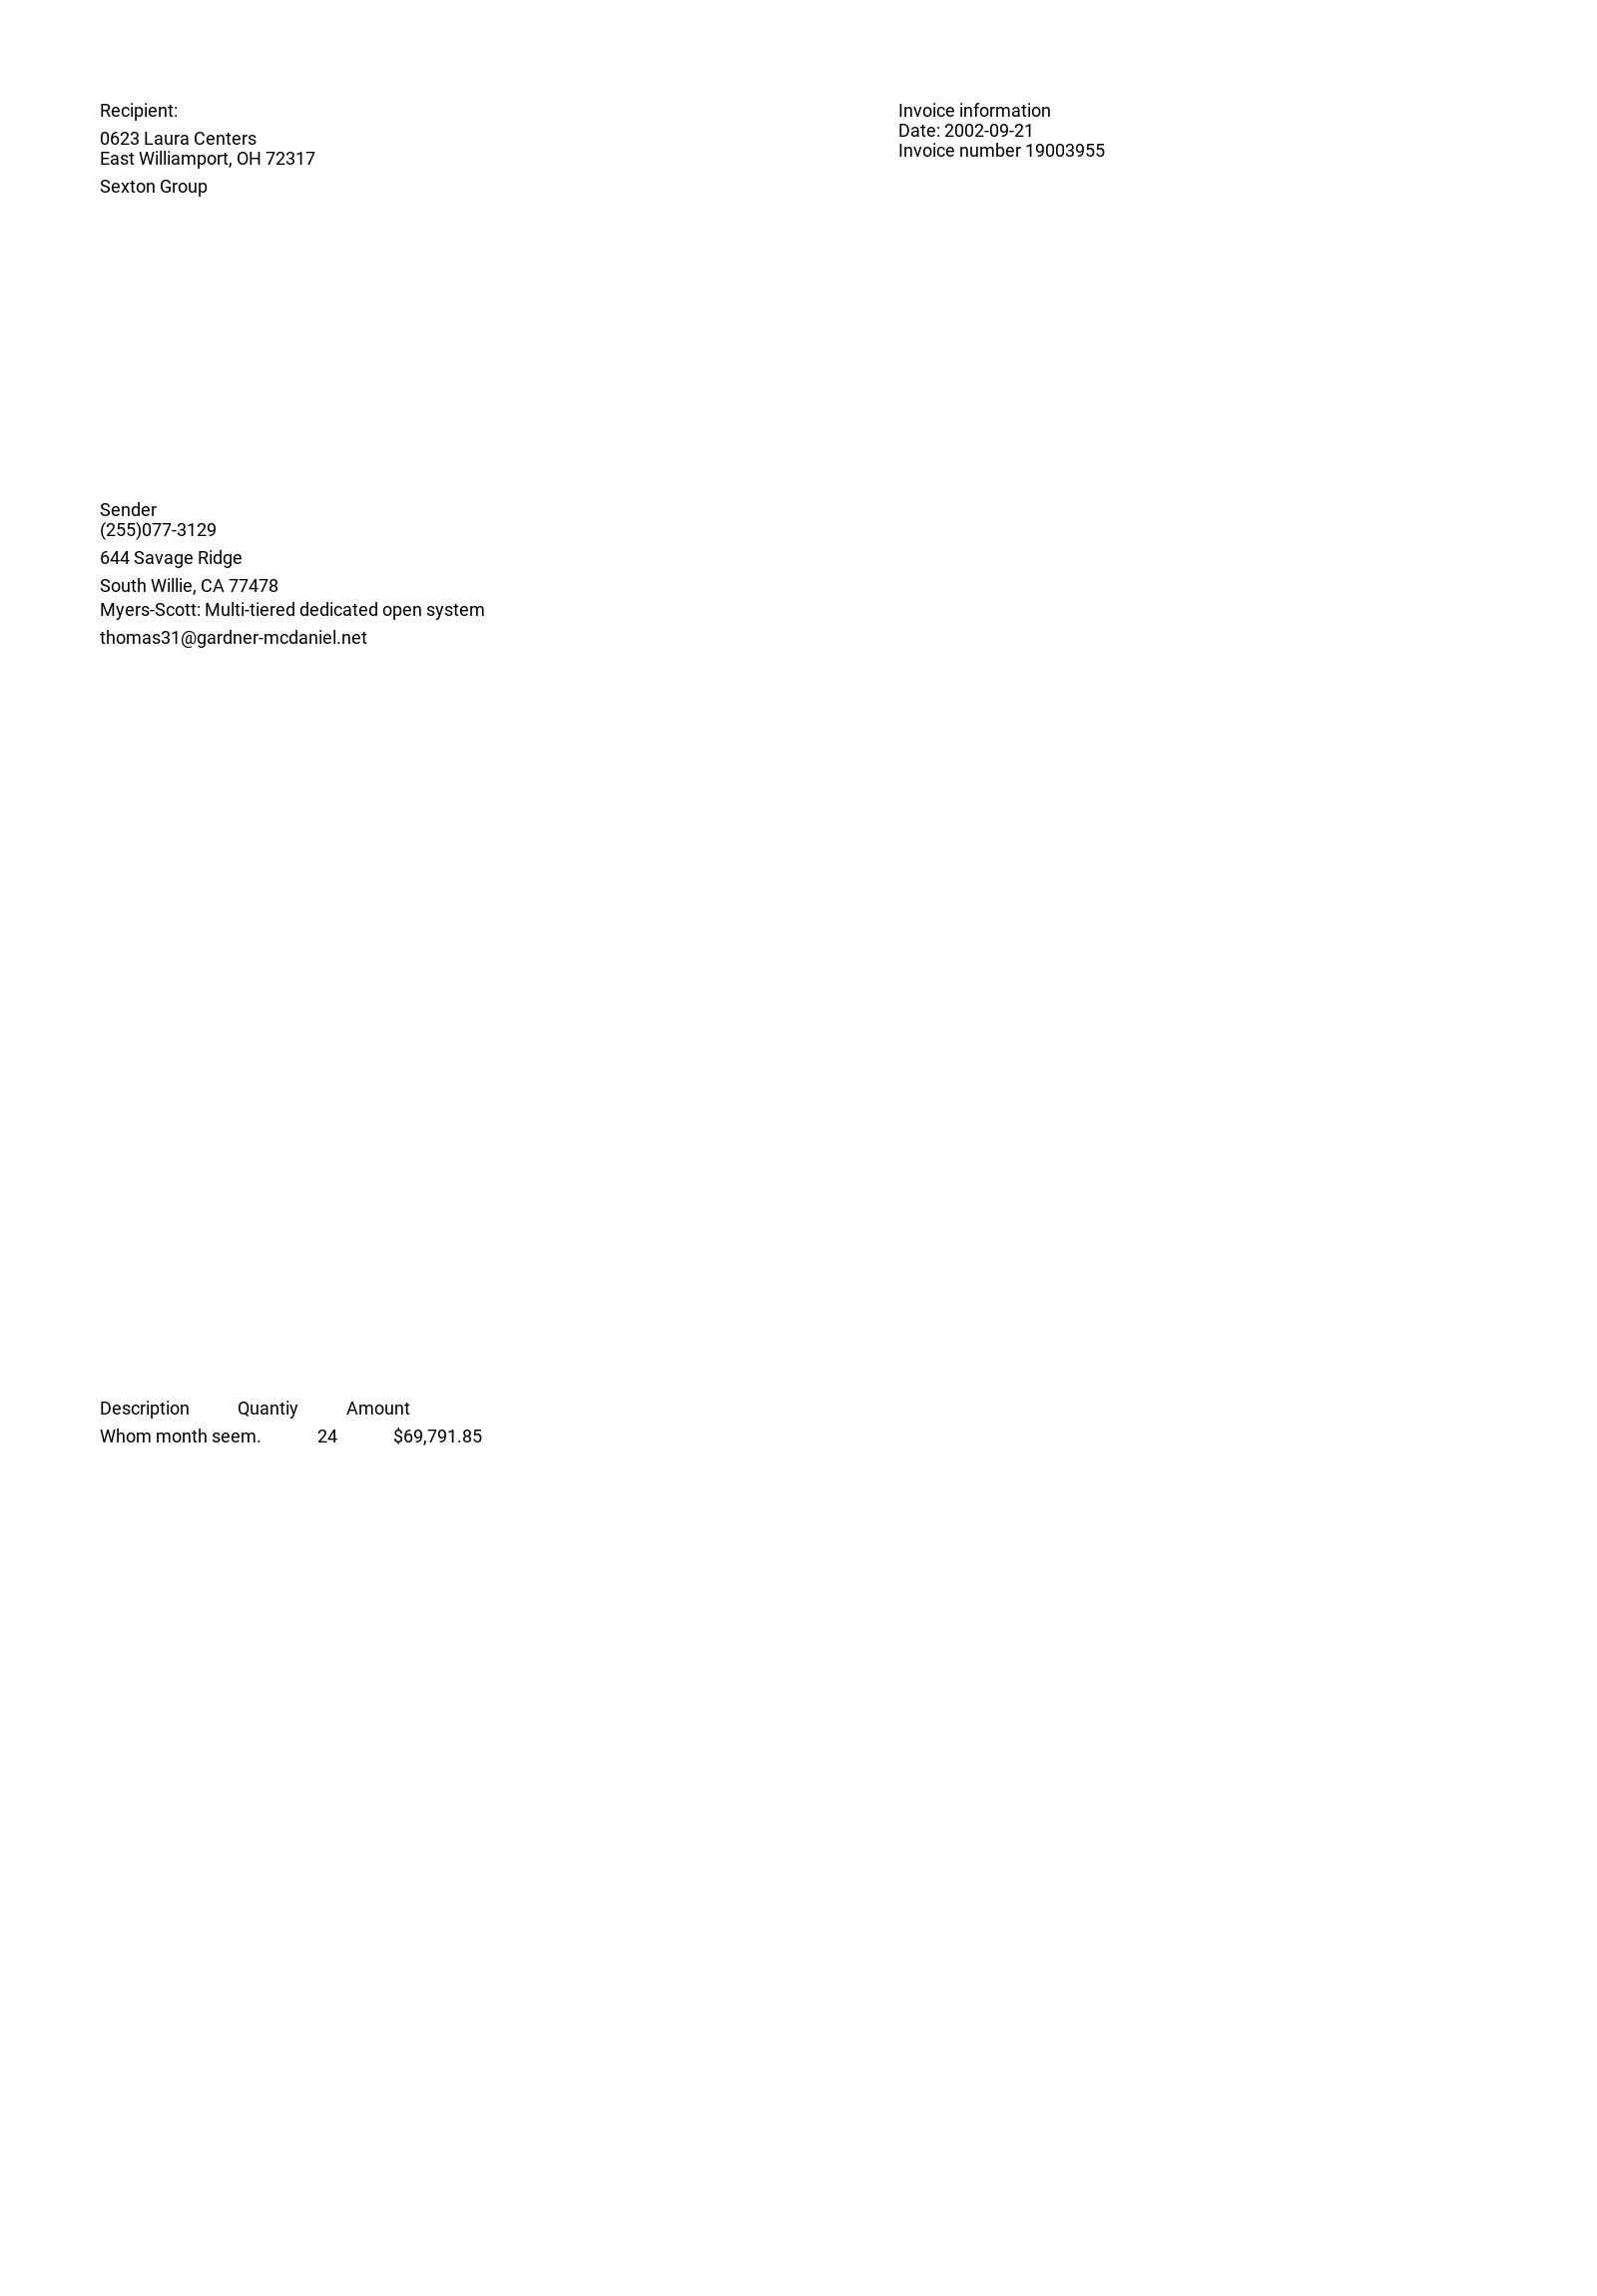 Recipient:
0623 Laura Centers
East Williamport, OH 72317
Sexton Group
Invoice information
Date: 2002-09-21
Invoice number 19003955
Sender
(255)077-3129
644 Savage Ridge
South Willie, CA 77478
Myers-Scott: Multi-tiered dedicated open system
thomas31@gardner-mcdaniel.net
Description Quantiy Amount
Whom month seem. 24 $69,791.85